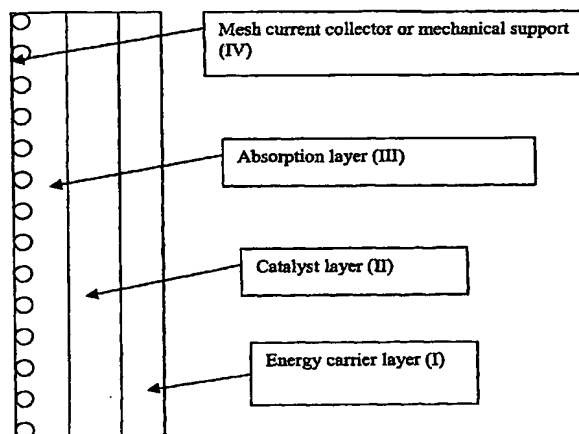 Mesh current collector or mechanical support
(IV)
Absorption layer (III)
Catalyst layer (II)
Energy carrier layer (I)